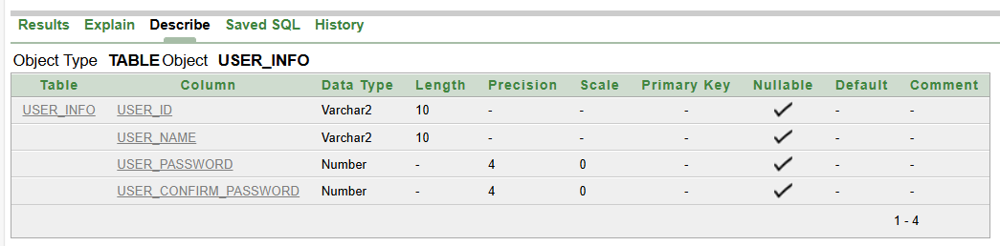 Results Explain Describe Saved SQL History
Object Type TABLE Object USER_INFO
Table Column Data Type Length Precision Scale Primary Key Nullable Default Comment
USER_INFO USER_ID Varchar2 10 - - - ✓ - -
USER_NAME Varchar2 10 - - - ✓ - -
USER_PASSWORD Number - 4 0 - ✓ - -
USER_CONFIRM_PASSWORD Number - 4 0 - ✓ - -
1 - 4